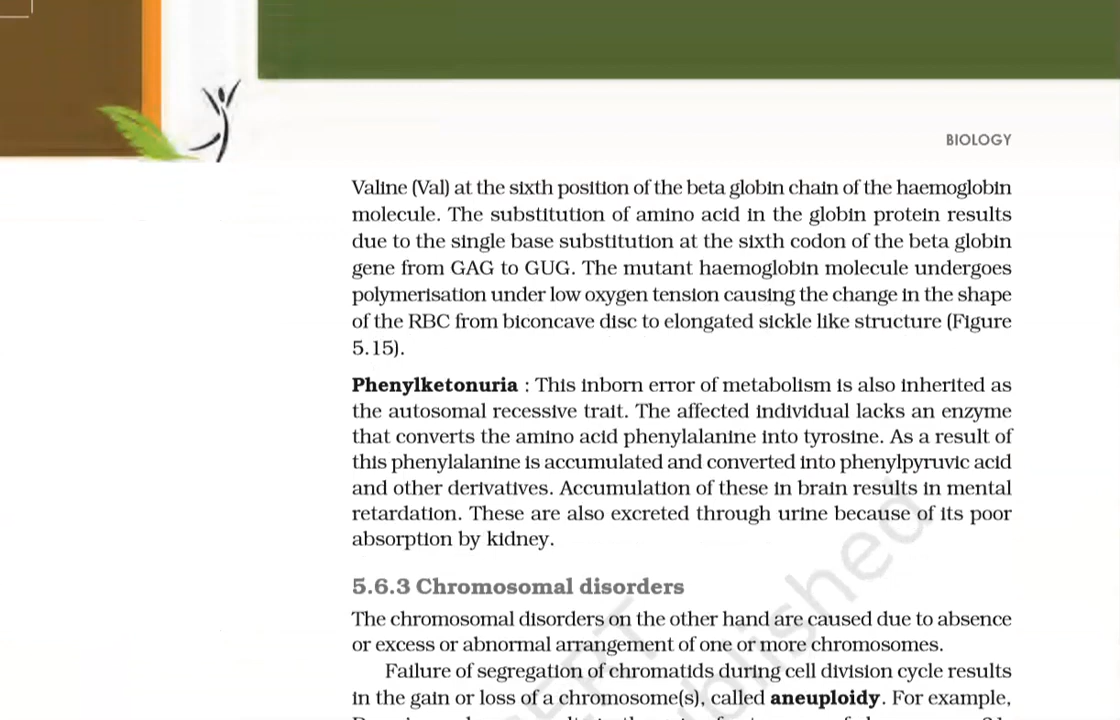 BIOLOGY
Valine (Val) at the sixth position of the beta globin chain of the haemoglobin
molecule. The substitution of amino acid in the globin protein results
due to the single base substitution at the sixth codon of the beta globin
gene from GAG to GUG. The mutant haemoglobin molecule undergoes
polymerisation under low oxygen tension causing the change in the shape
of the RBC from biconcave disc to elongated sickle like structure (Figure
5.15).
Phenylketonuria : This inborn error of metabolism is also inherited as
the autosomal recessive trait. The affected individual lacks an enzyme
that converts the amino acid phenylalanine into tyrosine. As a result of
this phenylalanine is accumulated and converted into phenylpyruvic acid
and other derivatives. Accumulation of these in brain results in mental
retardation. These are also excreted through urine because of its poor
absorption by kidney.
5.6.3 Chromosomal disorders
The chromosomal disorders on the other hand are caused due to absence
or excess or abnormal arrangement of one or more chromosomes.
Failure of segregation of chromatids during cell division cycle results
in the gain or loss of a chromosome(s), called aneuploidy. For example,